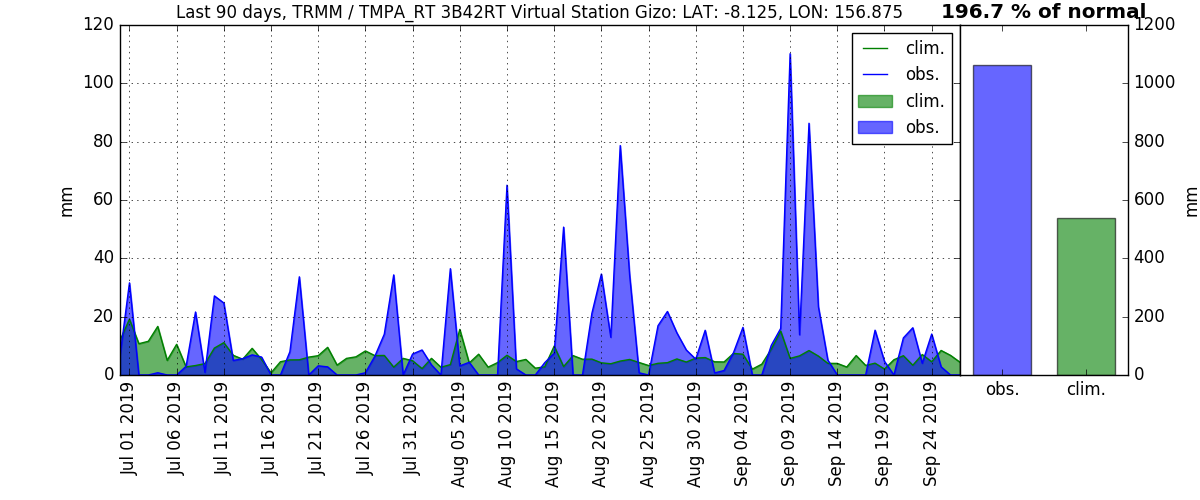 Last 90 days, TRMM / TMPA_RT 3B42RT Virtual Station Gizo: LAT: -8.125, LON: 156.875
196.7 % of normal
120
100
80
60
40
20
0
mm
clim.
obs.
clim.
obs.
1200
1000
800
600
400
200
0
mm
Jul 01 2019
Jul 06 2019
Jul 11 2019
Jul 16 2019
Jul 21 2019
Jul 26 2019
Jul 31 2019
Aug 05 2019
Aug 10 2019
Aug 15 2019
Aug 20 2019
Aug 25 2019
Aug 30 2019
Sep 04 2019
Sep 09 2019
Sep 14 2019
Sep 19 2019
Sep 24 2019
obs.
clim.